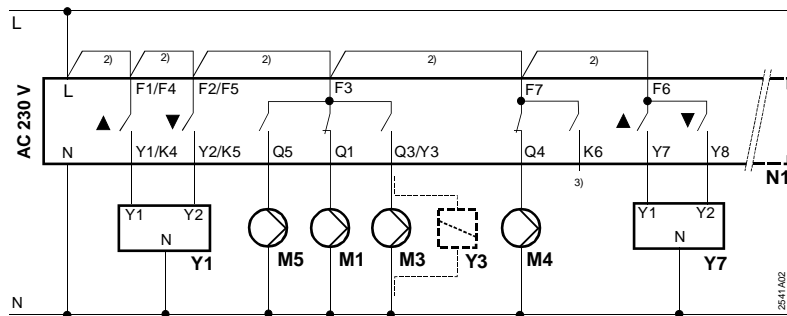 L
2) 2) 2) 2) 2)
L F1/F4 F2/F5 F3 F7 F6
AC 230 V
▲ ▼ ▲ ▼
N Y1/K4 Y2/K5 Q5 Q1 Q3/Y3 Q4 K6 Y7 Y8
N1
3)
Y1 Y2 Y1 Y2
N N
Y1 M5 M1 M3 Y3 M4 Y7
N
2541A02